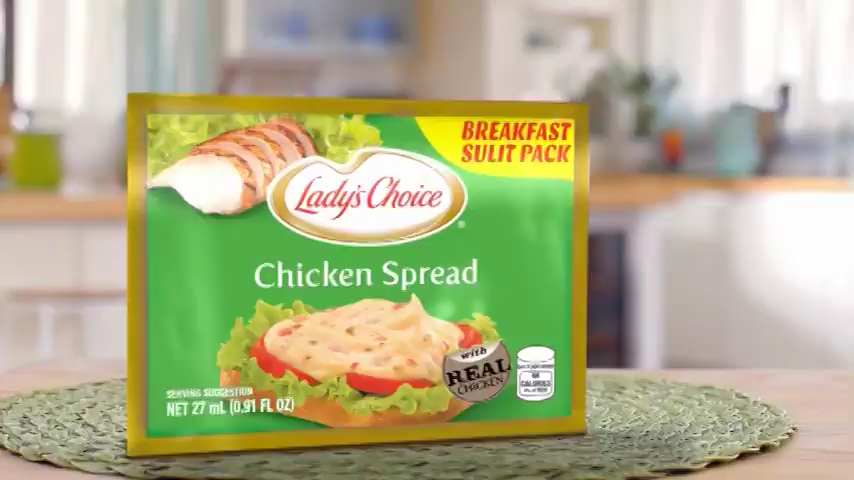 BREAKFAST
SULIT PACK
Lady's Choice
®
Chicken Spread
with
REAL
CHICKEN
CALORIES
SERVING SUGGESTION
NET 27 mL (0.91 FL OZ)